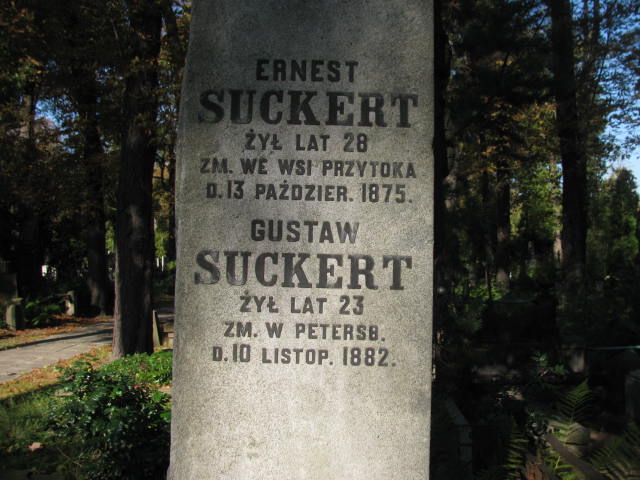 ERNEST
SUCKERT
ŻYŁ LAT 28
ZM. WE WSI PRZYTOKA
D. 13 PAŹDZIER. 1875.
GUSTAW
SUCKERT
ŻYŁ LAT 23
ZM. W PETERSB.
D. 10 LISTOP. 1882.